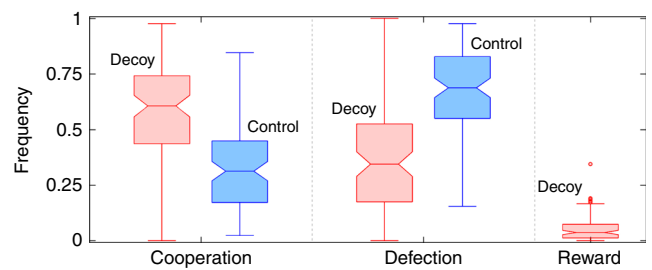 1
0.75
0.5
0.25
0
Frequency
Decoy
Control
Decoy
Control
Decoy
Cooperation
Defection
Reward